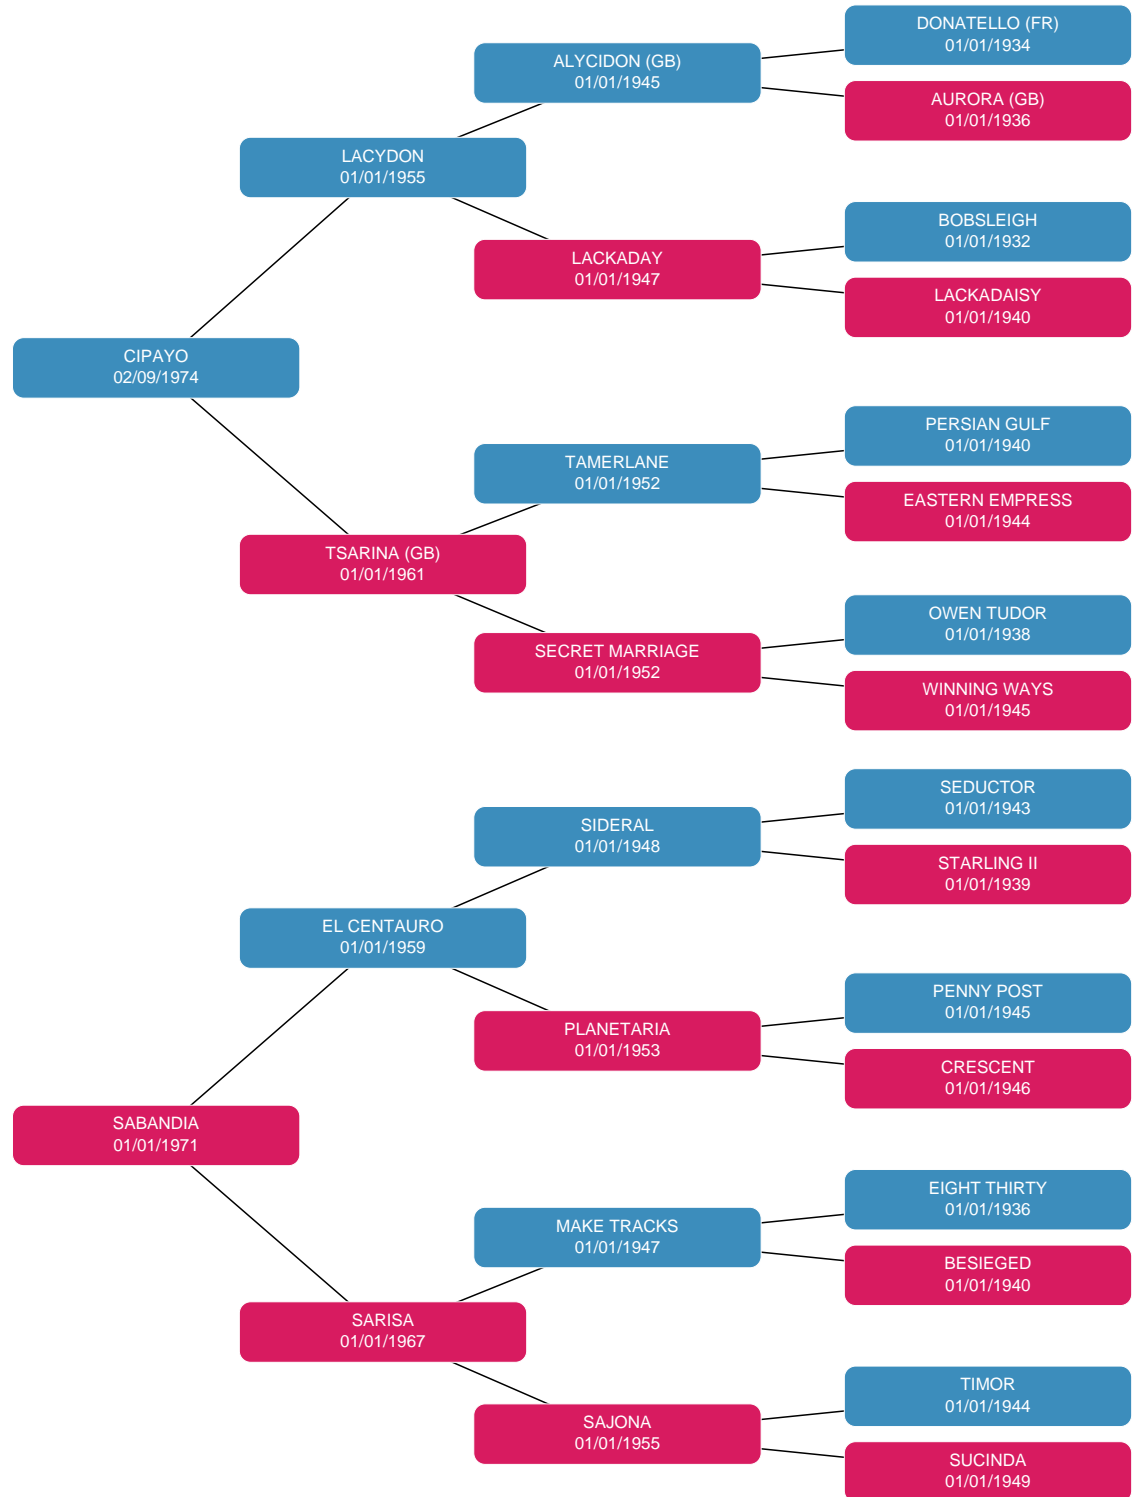 DONATELLO (FR)
01/01/1934
ALYCIDON (GB)
01/01/1945
AURORA (GB)
01/01/1936
LACYDON
01/01/1955
BOBSLEIGH
01/01/1932
LACKADAY
01/01/1947
LACKADAISY
01/01/1940
CIPAYO
02/09/1974
PERSIAN GULF
01/01/1940
TAMERLANE
01/01/1952
EASTERN EMPRESS
01/01/1944
TSARINA (GB)
01/01/1961
OWEN TUDOR
01/01/1938
SECRET MARRIAGE
01/01/1952
WINNING WAYS
01/01/1945
SEDUCTOR
01/01/1943
SIDERAL
01/01/1948
STARLING II
01/01/1939
EL CENTAURO
01/01/1959
PENNY POST
01/01/1945
PLANETARIA
01/01/1953
CRESCENT
01/01/1946
SABANDIA
01/01/1971
EIGHT THIRTY
01/01/1936
MAKE TRACKS
01/01/1947
BESIEGED
01/01/1940
SARISA
01/01/1967
TIMOR
01/01/1944
SAJONA
01/01/1955
SUCINDA
01/01/1949